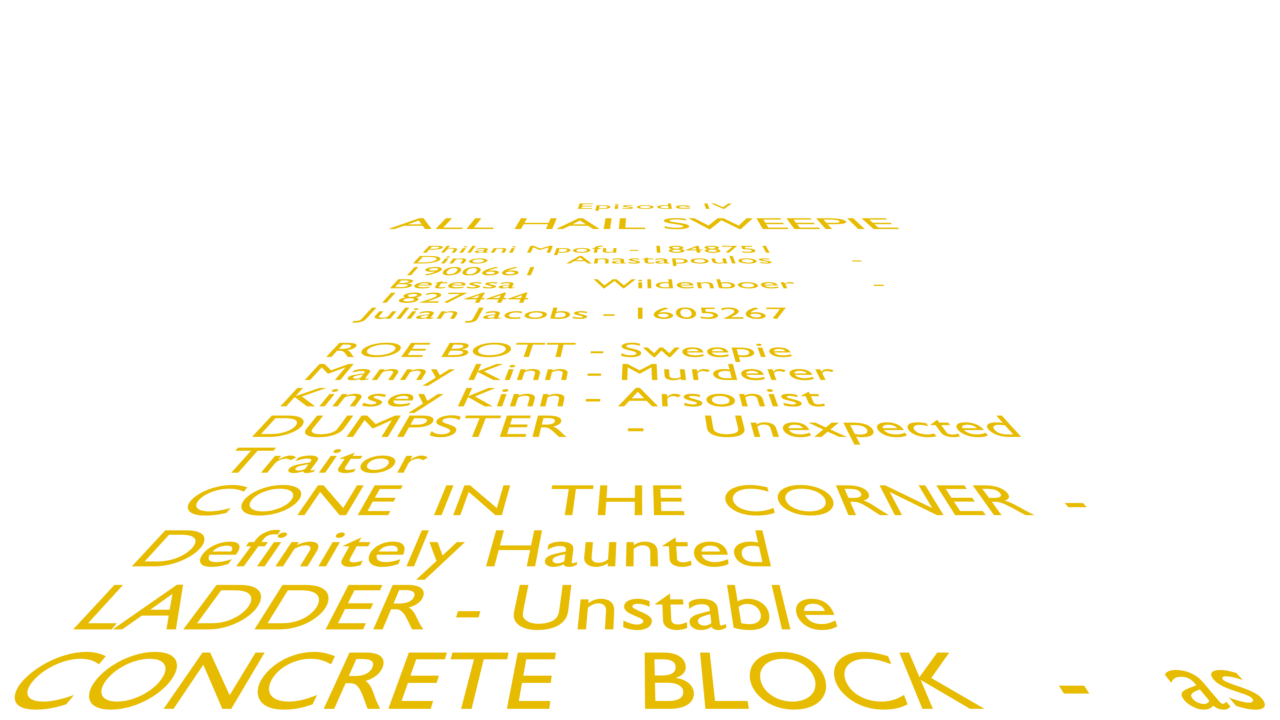 Episode IV
ALL HAIL SWEEPIE
Philani Mpofu - 1848751
Dino Anastapoulos -
1900661
Betessa Wildenboer -
1827444
Julian Jacobs - 1605267
ROE BOTT - Sweepie
Manny Kinn - Murderer
Kinsey Kinn - Arsonist
DUMPSTER - Unexpected
Traitor
CONE IN THE CORNER -
Definitely Haunted
LADDER - Unstable
CONCRETE BLOCK - as